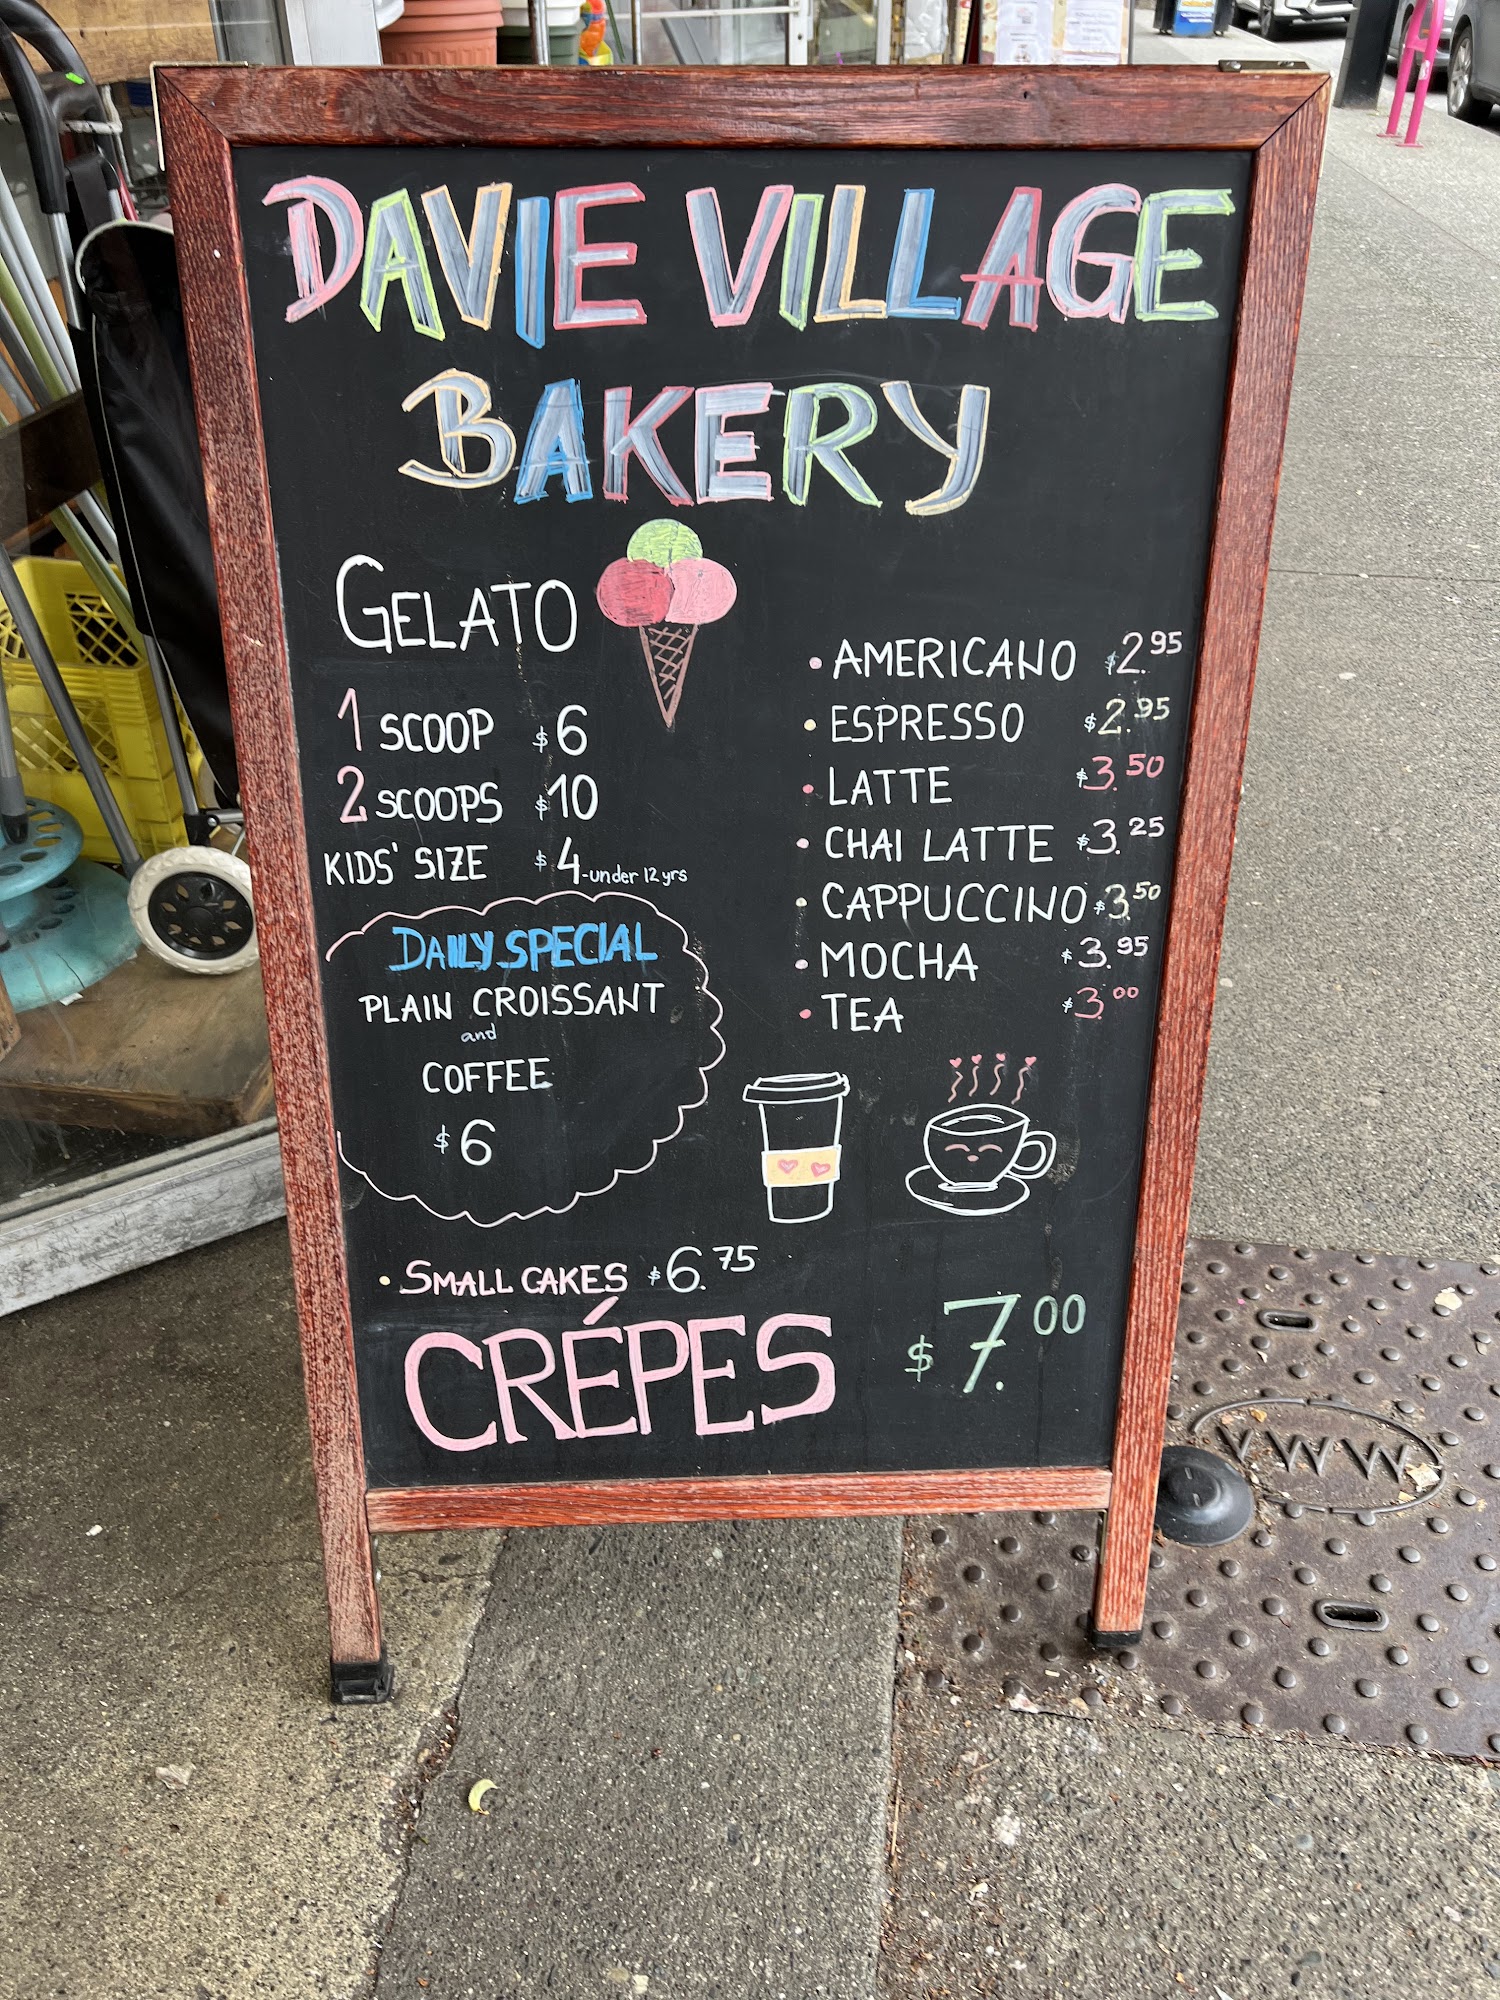 DAVIE VILLAGE
BAKERY
GELATO
1 SCOOP $6
2 SCOOPS $10
KIDS' SIZE $4 -under 12 yrs
DAILY SPECIAL
PLAIN CROISSANT
and
COFFEE
$6
• AMERICANO $2.95
• ESPRESSO $2.95
• LATTE $3.50
• CHAI LATTE $3.25
• CAPPUCCINO $3.50
• MOCHA $3.95
• TEA $3.00
• SMALL CAKES $6.75
CRÉPES $7.00
VWW